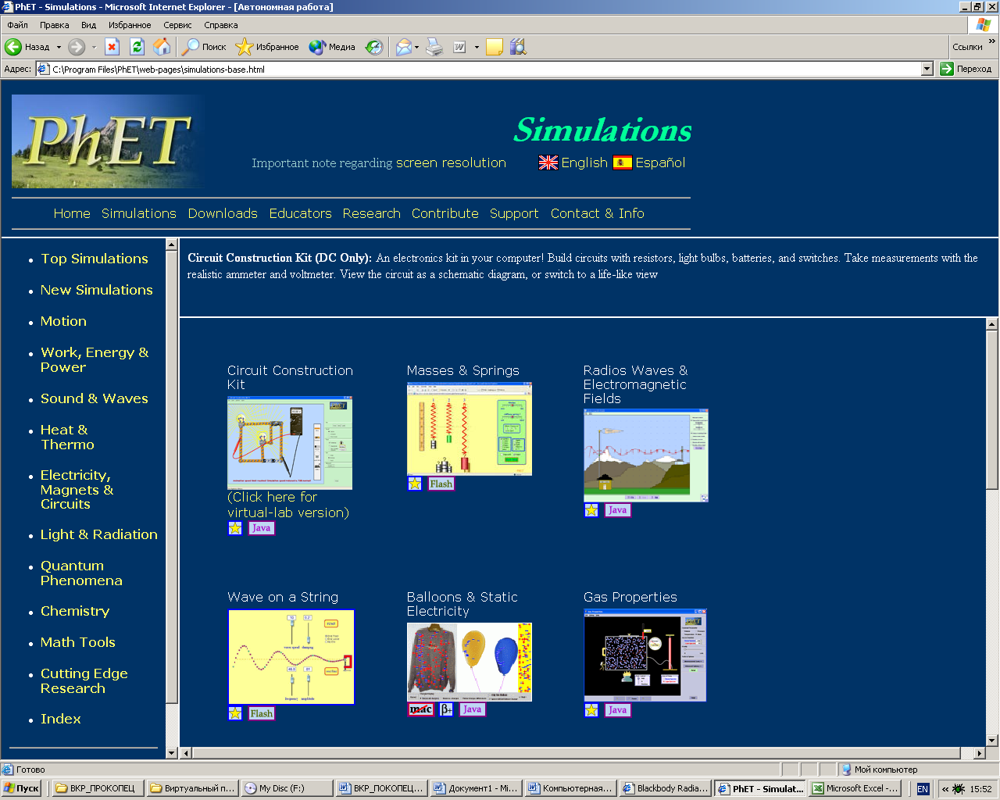 PhET - Simulations - Microsoft Internet Explorer - [Автономная работа]
Файл Правка Вид Избранное Сервис Справка
Назад Поиск Избранное Медиа Ссылки
Адрес: C:\Program Files\PhET\web-pages\simulations-base.html Переход
PhET
Simulations
Important note regarding screen resolution English Español
Home Simulations Downloads Educators Research Contribute Support Contact & Info
Top Simulations
New Simulations
Motion
Work, Energy &
Power
Sound & Waves
Heat &
Thermo
Electricity,
Magnets &
Circuits
Light & Radiation
Quantum
Phenomena
Chemistry
Math Tools
Cutting Edge
Research
Index
Circuit Construction Kit (DC Only): An electronics kit in your computer! Build circuits with resistors, light bulbs, batteries, and switches. Take measurements with the
realistic ammeter and voltmeter. View the circuit as a schematic diagram, or switch to a life-like view
Circuit Construction
Kit
(Click here for
virtual-lab version)
Java
Masses & Springs
Flash
Radios Waves &
Electromagnetic
Fields
Java
Wave on a String
Flash
Balloons & Static
Electricity
mac β+ Java
Gas Properties
Java
Готово Мой компьютер
Пуск ВКР_ПРОКОПЕЦ Виртуальный п... My Disc (F:) ВКР_ПОКОПЕЦ... Документ1 - Mi... Компьютерная... Blackbody Radia... PhET - Simulat... Microsoft Excel -... EN « 15:52